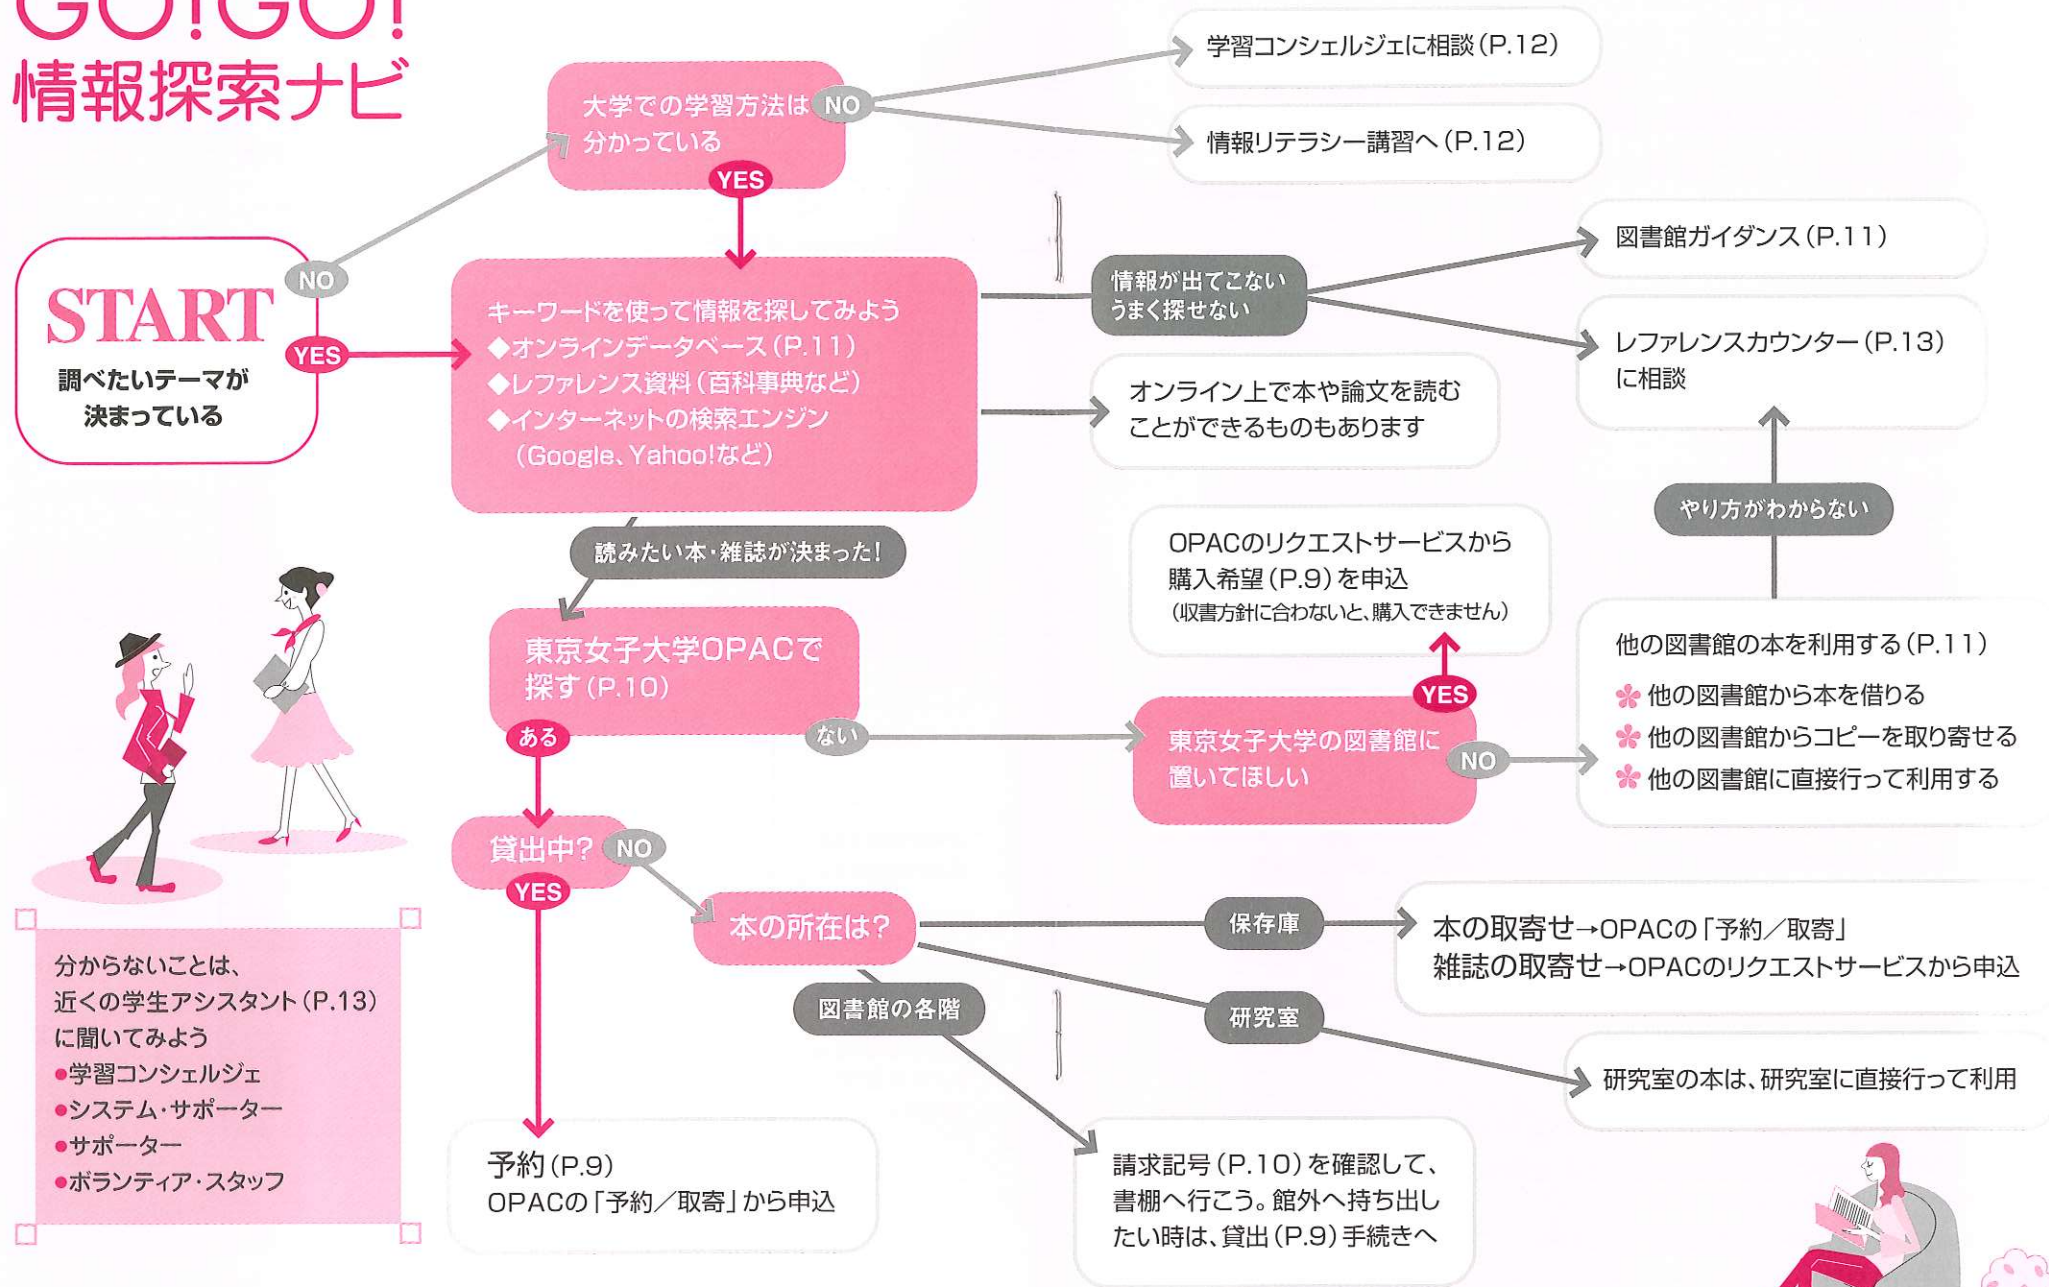 GO!GO!
情報探索ナビ
START
調べたいテーマが
決まっている
NO
YES
大学での学習方法は
分かっている
NO
YES
学習コンシェルジェに相談(P.12)
情報リテラシー講習へ(P.12)
キーワードを使って情報を探してみよう
◆オンラインデータベース(P.11)
◆レファレンス資料(百科事典など)
◆インターネットの検索エンジン
(Google、Yahoo!など)
情報が出てこない
うまく探せない
図書館ガイダンス(P.11)
レファレンスカウンター(P.13)
に相談
オンライン上で本や論文を読む
ことができるものもあります
やり方がわからない
読みたい本・雑誌が決まった!
東京女子大学OPACで
探す(P.10)
ある
ない
OPACのリクエストサービスから
購入希望(P.9)を申込
(収書方針に合わないと、購入できません)
YES
東京女子大学の図書館に
置いてほしい
NO
他の図書館の本を利用する(P.11)
他の図書館から本を借りる
他の図書館からコピーを取り寄せる
他の図書館に直接行って利用する
貸出中?
NO
YES
本の所在は?
保存庫
本の取寄せ→OPACの「予約/取寄」
雑誌の取寄せ→OPACのリクエストサービスから申込
図書館の各階
研究室
研究室の本は、研究室に直接行って利用
予約(P.9)
OPACの「予約/取寄」から申込
請求記号(P.10)を確認して、
書棚へ行こう。館外へ持ち出し
たい時は、貸出(P.9)手続きへ
分からないことは、
近くの学生アシスタント(P.13)
に聞いてみよう
●学習コンシェルジェ
●システム・サポーター
●サポーター
●ボランティア・スタッフ